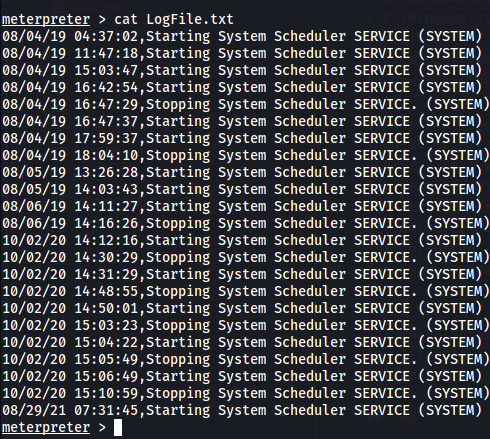 meterpreter > cat LogFile.txt
08/04/19 04:37:02,Starting System Scheduler SERVICE (SYSTEM)
08/04/19 11:47:18,Starting System Scheduler SERVICE (SYSTEM)
08/04/19 15:03:47,Starting System Scheduler SERVICE (SYSTEM)
08/04/19 16:42:54,Starting System Scheduler SERVICE (SYSTEM)
08/04/19 16:47:29,Stopping System Scheduler SERVICE. (SYSTEM)
08/04/19 16:47:37,Starting System Scheduler SERVICE (SYSTEM)
08/04/19 17:59:37,Starting System Scheduler SERVICE (SYSTEM)
08/04/19 18:04:10,Stopping System Scheduler SERVICE. (SYSTEM)
08/05/19 13:26:28,Starting System Scheduler SERVICE (SYSTEM)
08/05/19 14:03:43,Starting System Scheduler SERVICE (SYSTEM)
08/06/19 14:11:27,Starting System Scheduler SERVICE (SYSTEM)
08/06/19 14:16:26,Stopping System Scheduler SERVICE. (SYSTEM)
10/02/20 14:12:16,Starting System Scheduler SERVICE (SYSTEM)
10/02/20 14:30:29,Stopping System Scheduler SERVICE. (SYSTEM)
10/02/20 14:31:29,Starting System Scheduler SERVICE (SYSTEM)
10/02/20 14:48:55,Stopping System Scheduler SERVICE. (SYSTEM)
10/02/20 14:50:01,Starting System Scheduler SERVICE (SYSTEM)
10/02/20 15:03:23,Stopping System Scheduler SERVICE. (SYSTEM)
10/02/20 15:04:22,Starting System Scheduler SERVICE (SYSTEM)
10/02/20 15:05:49,Stopping System Scheduler SERVICE. (SYSTEM)
10/02/20 15:06:49,Starting System Scheduler SERVICE (SYSTEM)
10/02/20 15:10:59,Stopping System Scheduler SERVICE. (SYSTEM)
08/29/21 07:31:45,Starting System Scheduler SERVICE (SYSTEM)
meterpreter >